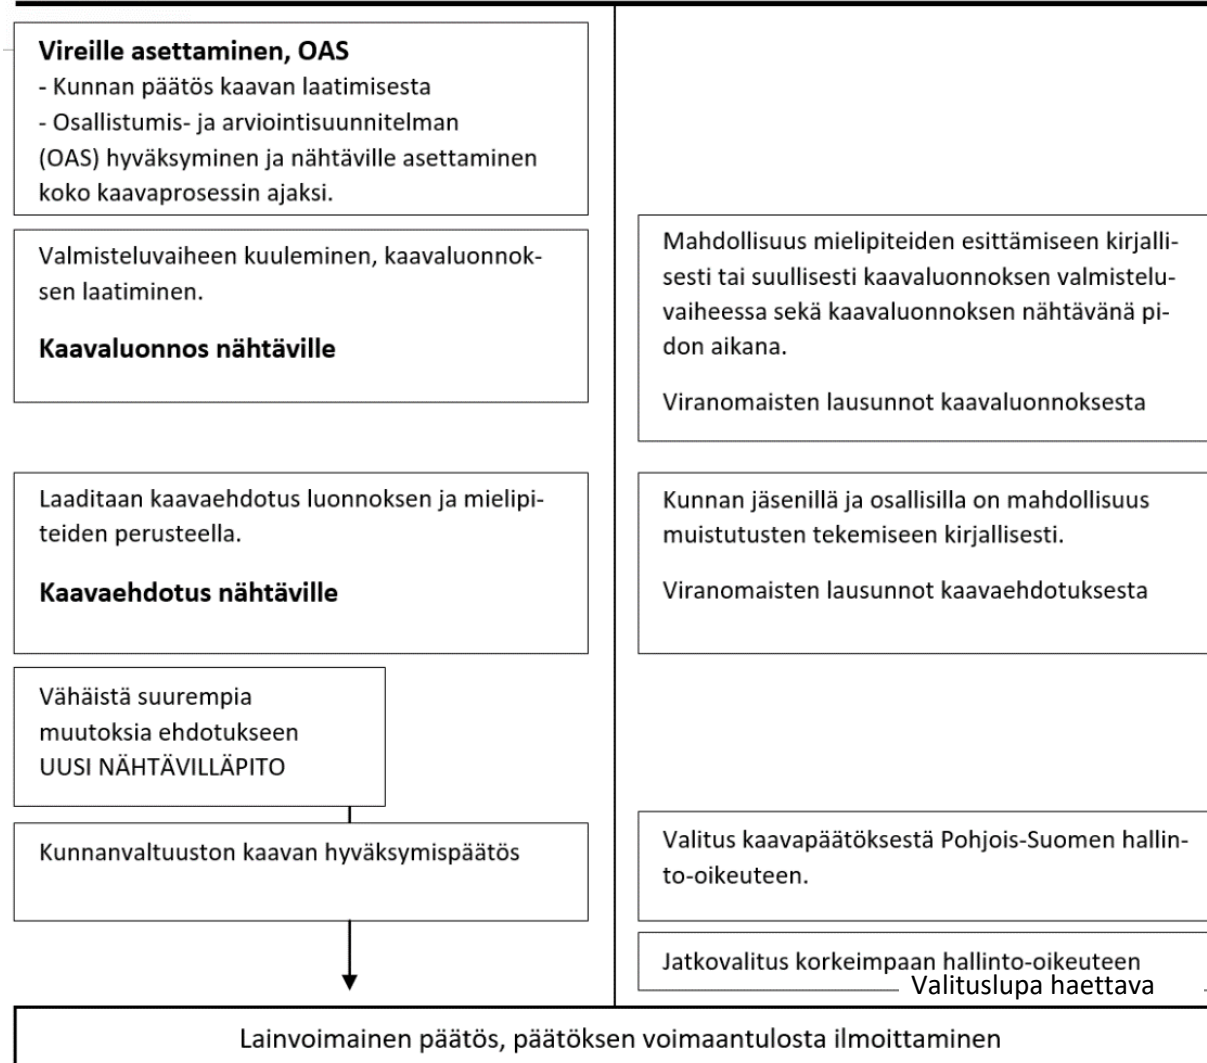 Vireille asettaminen, OAS
- Kunnan päätös kaavan laatimisesta
- Osallistumis- ja arviointisuunnitelman
(OAS) hyväksyminen ja nähtäville asettaminen
koko kaavaprosessin ajaksi.
Valmisteluvaiheen kuuleminen, kaavaluonnok-
sen laatiminen.
Kaavaluonnos nähtäville
Mahdollisuus mielipiteiden esittämiseen kirjalli-
sesti tai suullisesti kaavaluonnoksen valmistelu-
vaiheessa sekä kaavaluonnoksen nähtävänä pi-
don aikana.
Viranomaisten lausunnot kaavaluonnoksesta
Laaditaan kaavaehdotus luonnoksen ja mielipi-
teiden perusteella.
Kaavaehdotus nähtäville
Kunnan jäsenillä ja osallisilla on mahdollisuus
muistutusten tekemiseen kirjallisesti.
Viranomaisten lausunnot kaavaehdotuksesta
Vähäistä suurempia
muutoksia ehdotukseen
UUSI NÄHTÄVILLÄPITO
Kunnanvaltuuston kaavan hyväksymispäätös
Valitus kaavapäätöksestä Pohjois-Suomen hallin-
to-oikeuteen.
Jatkovalitus korkeimpaan hallinto-oikeuteen
Valituslupa haettava
Lainvoimainen päätös, päätöksen voimaantulosta ilmoittaminen